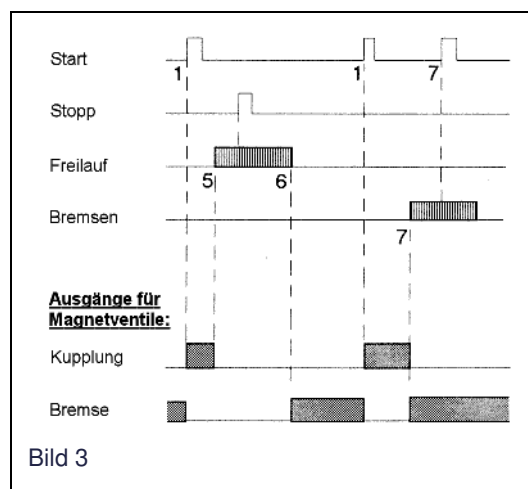 Start
1 1 7
Stopp
Freilauf
5 6
Bremsen
7
Ausgänge für
Magnetventile:
Kupplung
Bremse
Bild 3